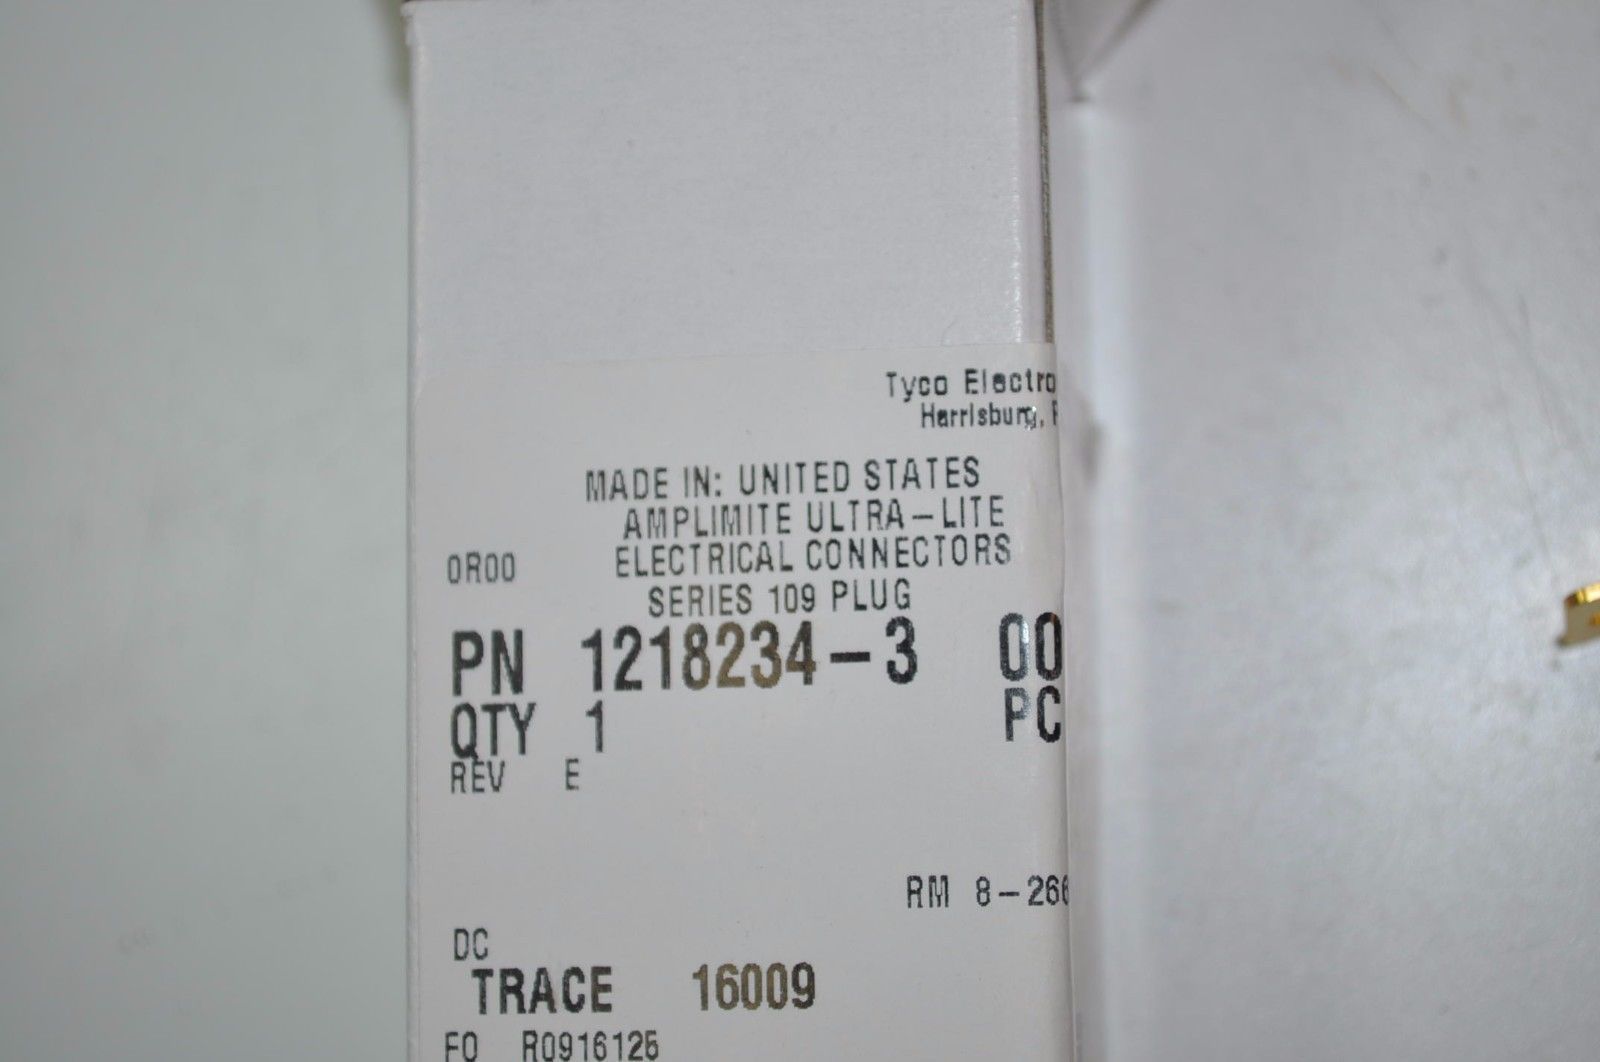 Tyco Electro
Harrisburg, P
MADE IN: UNITED STATES
AMPLIMITE ULTRA-LITE
0R00 ELECTRICAL CONNECTORS
SERIES 109 PLUG
PN 1218234-3 00
QTY 1 PC
REV E
RM 8-266
DC
TRACE 16009
FO R0916126